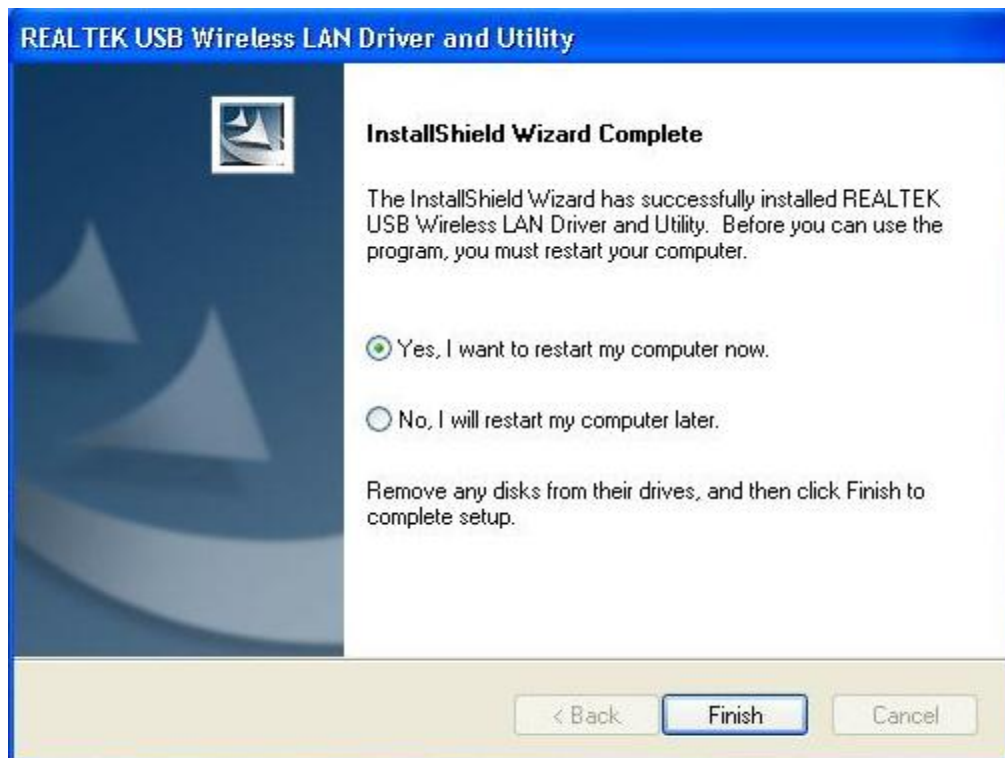 REALTEK USB Wireless LAN Driver and Utility
InstallShield Wizard Complete
The InstallShield Wizard has successfully installed REALTEK
USB Wireless LAN Driver and Utility.  Before you can use the
program, you must restart your computer.
Yes, I want to restart my computer now.
No, I will restart my computer later.
Remove any disks from their drives, and then click Finish to
complete setup.
< Back
Finish
Cancel